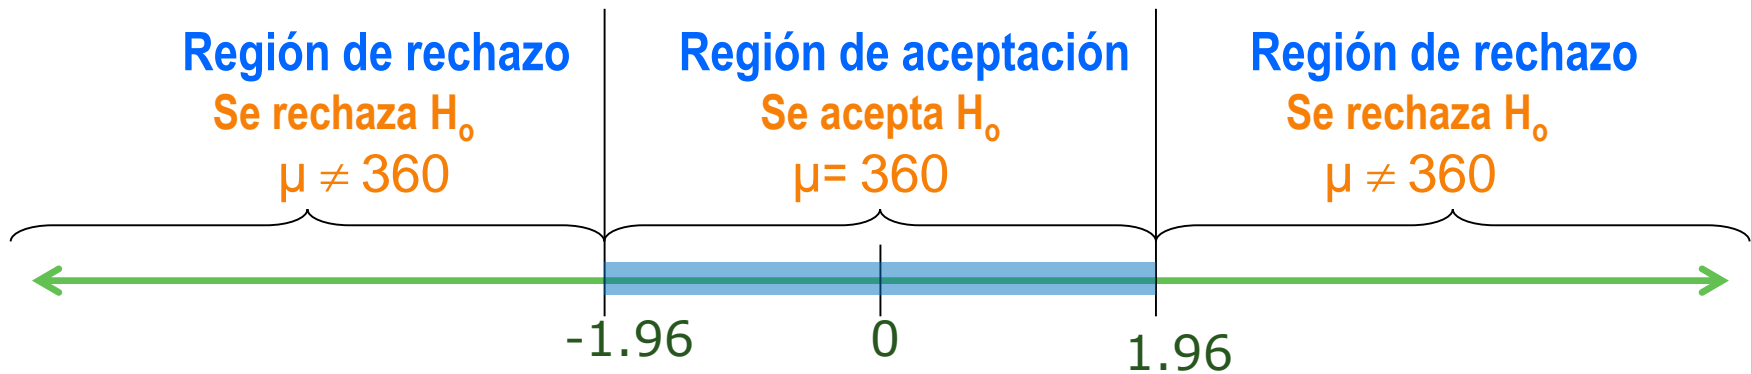 Región de rechazo
Se rechaza Ho
μ ≠ 360
Región de aceptación
Se acepta Ho
μ= 360
Región de rechazo
Se rechaza Ho
μ ≠ 360
-1.96
0
1.96